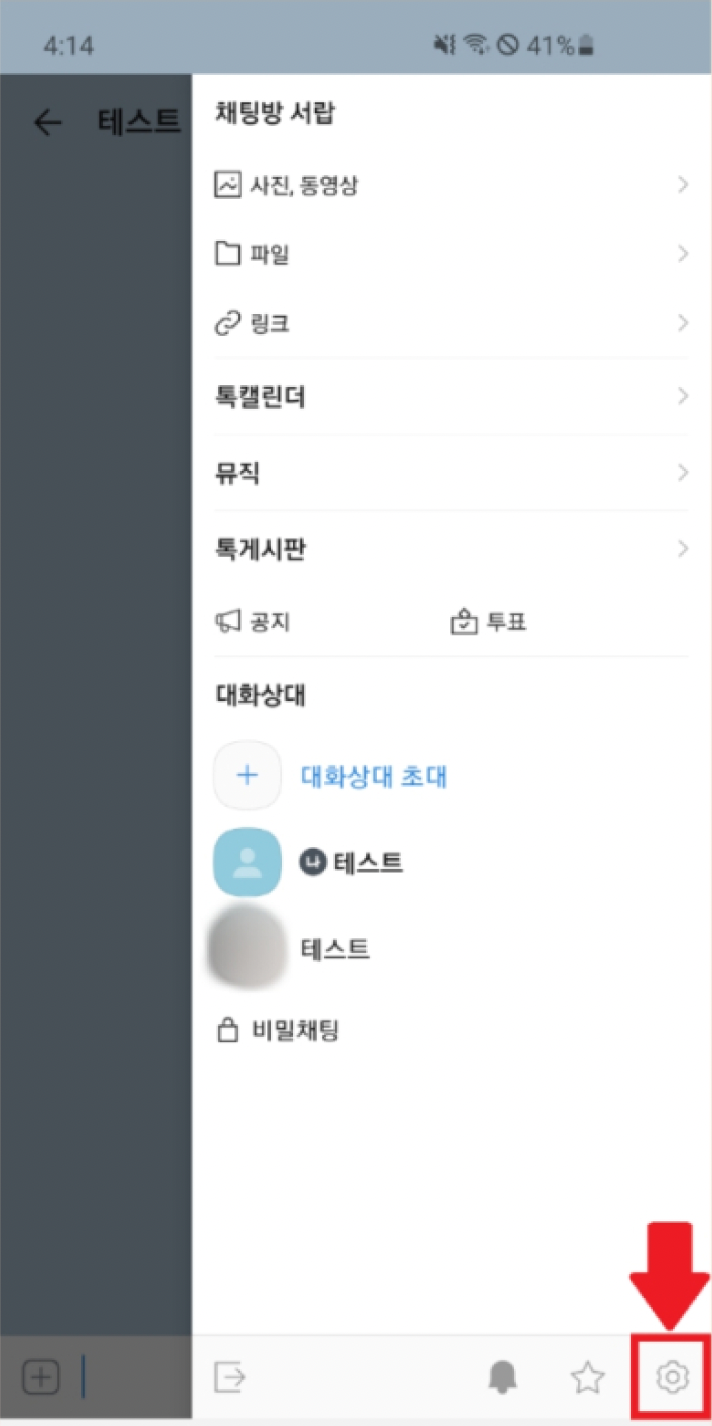 4:14 41%
테스트
채팅방 서랍
사진, 동영상
파일
링크
톡캘린더
뮤직
톡게시판
공지 투표
대화상대
대화상대 초대
나 테스트
테스트
비밀채팅